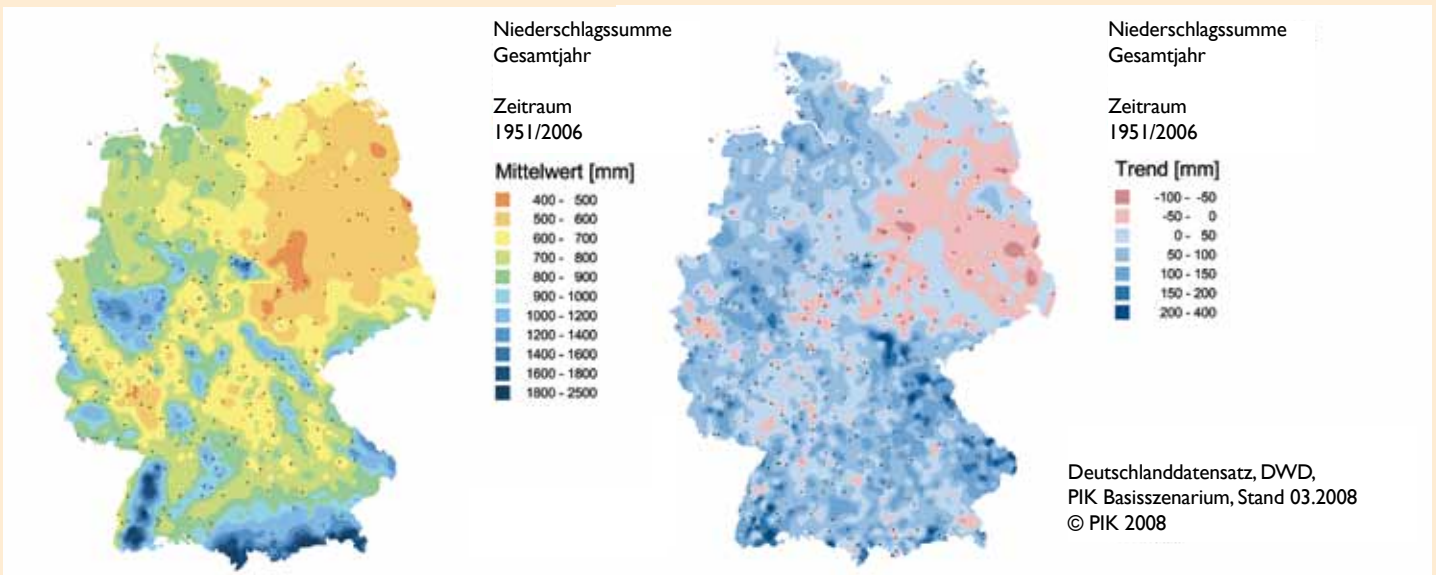 Niederschlagssumme
Gesamtjahr
Zeitraum
1951/2006
Mittelwert [mm]
400 - 500
500 - 600
600 - 700
700 - 800
800 - 900
900 - 1000
1000 - 1200
1200 - 1400
1400 - 1600
1600 - 1800
1800 - 2500
Niederschlagssumme
Gesamtjahr
Zeitraum
1951/2006
Trend [mm]
-100 - -50
-50 - 0
0 - 50
50 - 100
100 - 150
150 - 200
200 - 400
Deutschlanddatensatz, DWD,
PIK Basisszenarium, Stand 03.2008
© PIK 2008